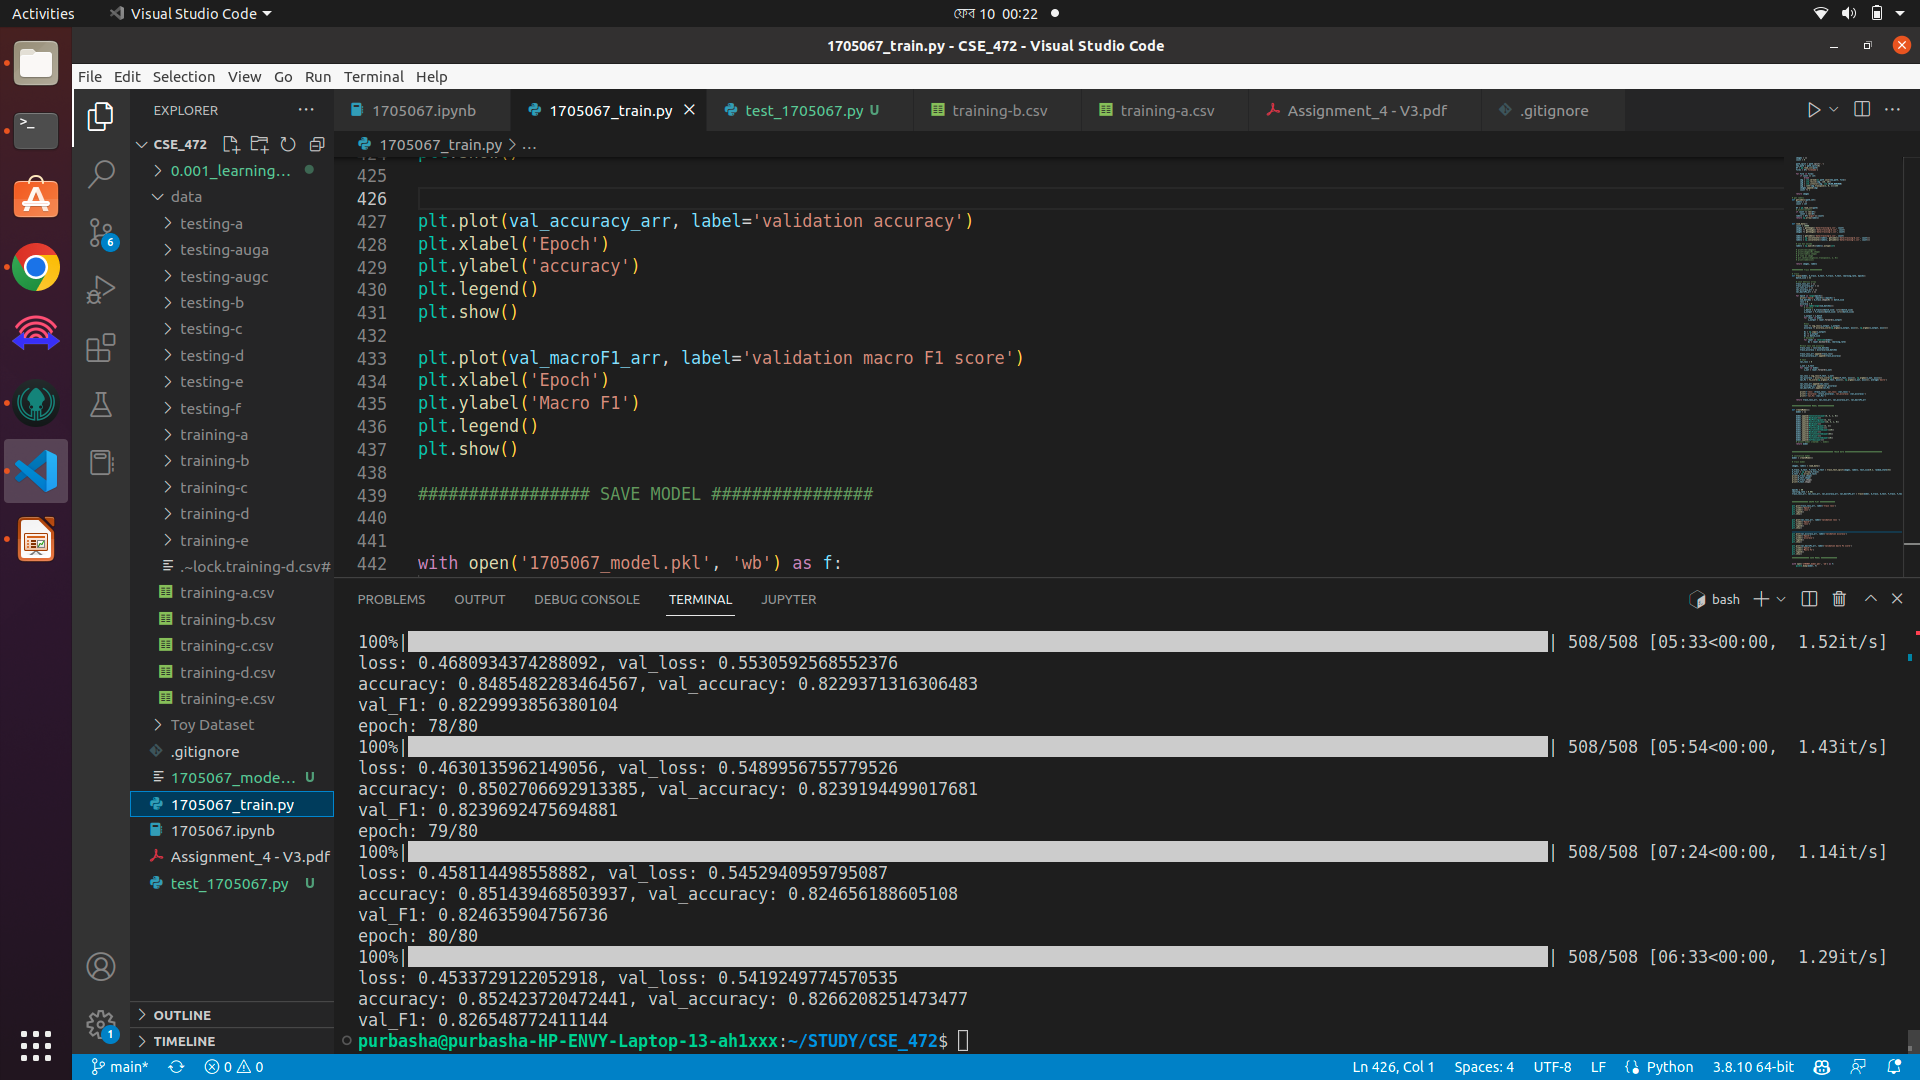 Activities
Visual Studio Code
ফেব 10 00:22
1705067_train.py - CSE_472 - Visual Studio Code
File Edit Selection View Go Run Terminal Help
EXPLORER
CSE_472
0.001_learning...
data
testing-a
testing-auga
testing-augc
testing-b
testing-c
testing-d
testing-e
testing-f
training-a
training-b
training-c
training-d
training-e
.~lock.training-d.csv#
training-a.csv
training-b.csv
training-c.csv
training-d.csv
training-e.csv
Toy Dataset
.gitignore
1705067_mode... U
1705067_train.py
1705067.ipynb
Assignment_4 - V3.pdf
test_1705067.py U
OUTLINE
TIMELINE
6
1
1705067.ipynb 1705067_train.py test_1705067.py U training-b.csv training-a.csv Assignment_4 - V3.pdf .gitignore
1705067_train.py > ...
425
426
427 plt.plot(val_accuracy_arr, label='validation accuracy')
428 plt.xlabel('Epoch')
429 plt.ylabel('accuracy')
430 plt.legend()
431 plt.show()
432
433 plt.plot(val_macroF1_arr, label='validation macro F1 score')
434 plt.xlabel('Epoch')
435 plt.ylabel('Macro F1')
436 plt.legend()
437 plt.show()
438
439 ################# SAVE MODEL ################
440
441
442 with open('1705067_model.pkl', 'wb') as f:
PROBLEMS OUTPUT DEBUG CONSOLE TERMINAL JUPYTER
bash
100%| | 508/508 [05:33<00:00, 1.52it/s]
loss: 0.4680934374288092, val_loss: 0.5530592568552376
accuracy: 0.8485482283464567, val_accuracy: 0.8229371316306483
val_F1: 0.8229993856380104
epoch: 78/80
100%| | 508/508 [05:54<00:00, 1.43it/s]
loss: 0.4630135962149056, val_loss: 0.5489956755779526
accuracy: 0.8502706692913385, val_accuracy: 0.8239194499017681
val_F1: 0.8239692475694881
epoch: 79/80
100%| | 508/508 [07:24<00:00, 1.14it/s]
loss: 0.458114498558882, val_loss: 0.5452940959795087
accuracy: 0.851439468503937, val_accuracy: 0.824656188605108
val_F1: 0.824635904756736
epoch: 80/80
100%| | 508/508 [06:33<00:00, 1.29it/s]
loss: 0.4533729122052918, val_loss: 0.5419249774570535
accuracy: 0.852423720472441, val_accuracy: 0.8266208251473477
val_F1: 0.826548772411144
purbasha@purbasha-HP-ENVY-Laptop-13-ah1xxx:~/STUDY/CSE_472$
main* 0 0 Ln 426, Col 1 Spaces: 4 UTF-8 LF Python 3.8.10 64-bit